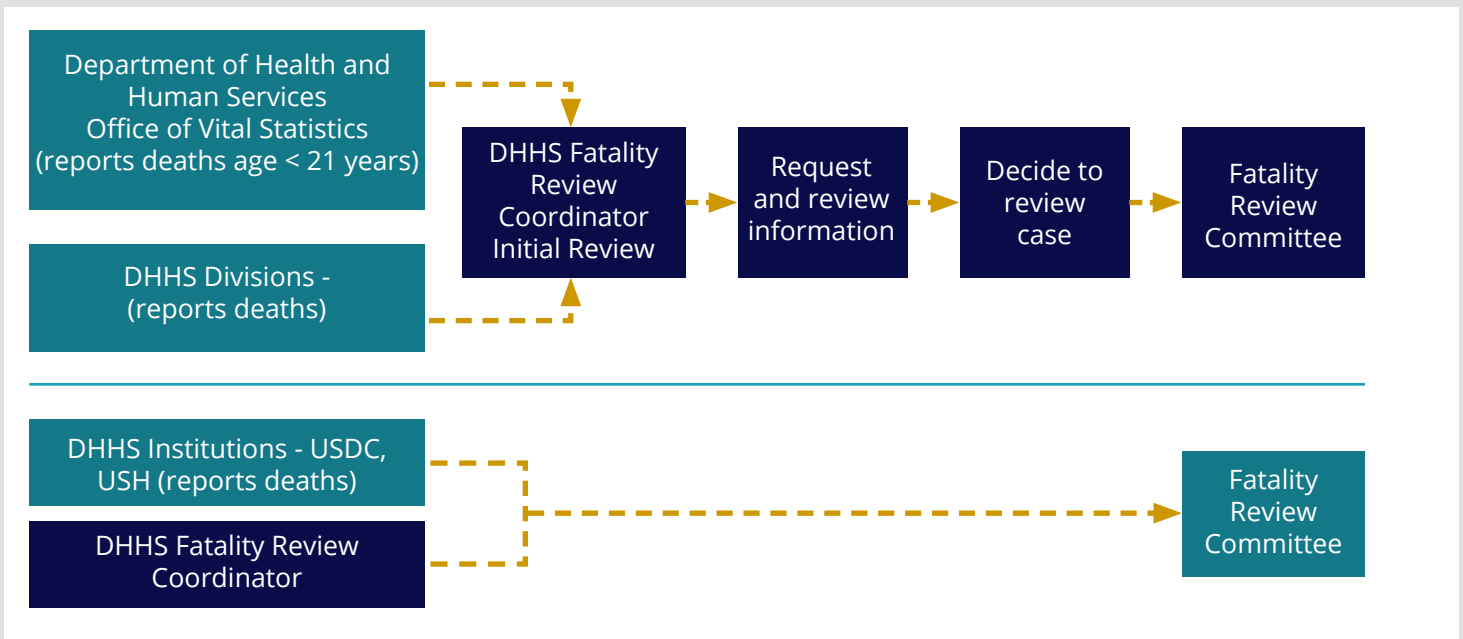 Department of Health and
Human Services
Office of Vital Statistics
(reports deaths age < 21 years)
DHHS Divisions -
(reports deaths)
DHHS Fatality
Review
Coordinator
Initial Review
Request
and review
information
Decide to
review
case
Fatality
Review
Committee
DHHS Institutions - USDC,
USH (reports deaths)
DHHS Fatality Review
Coordinator
Fatality
Review
Committee